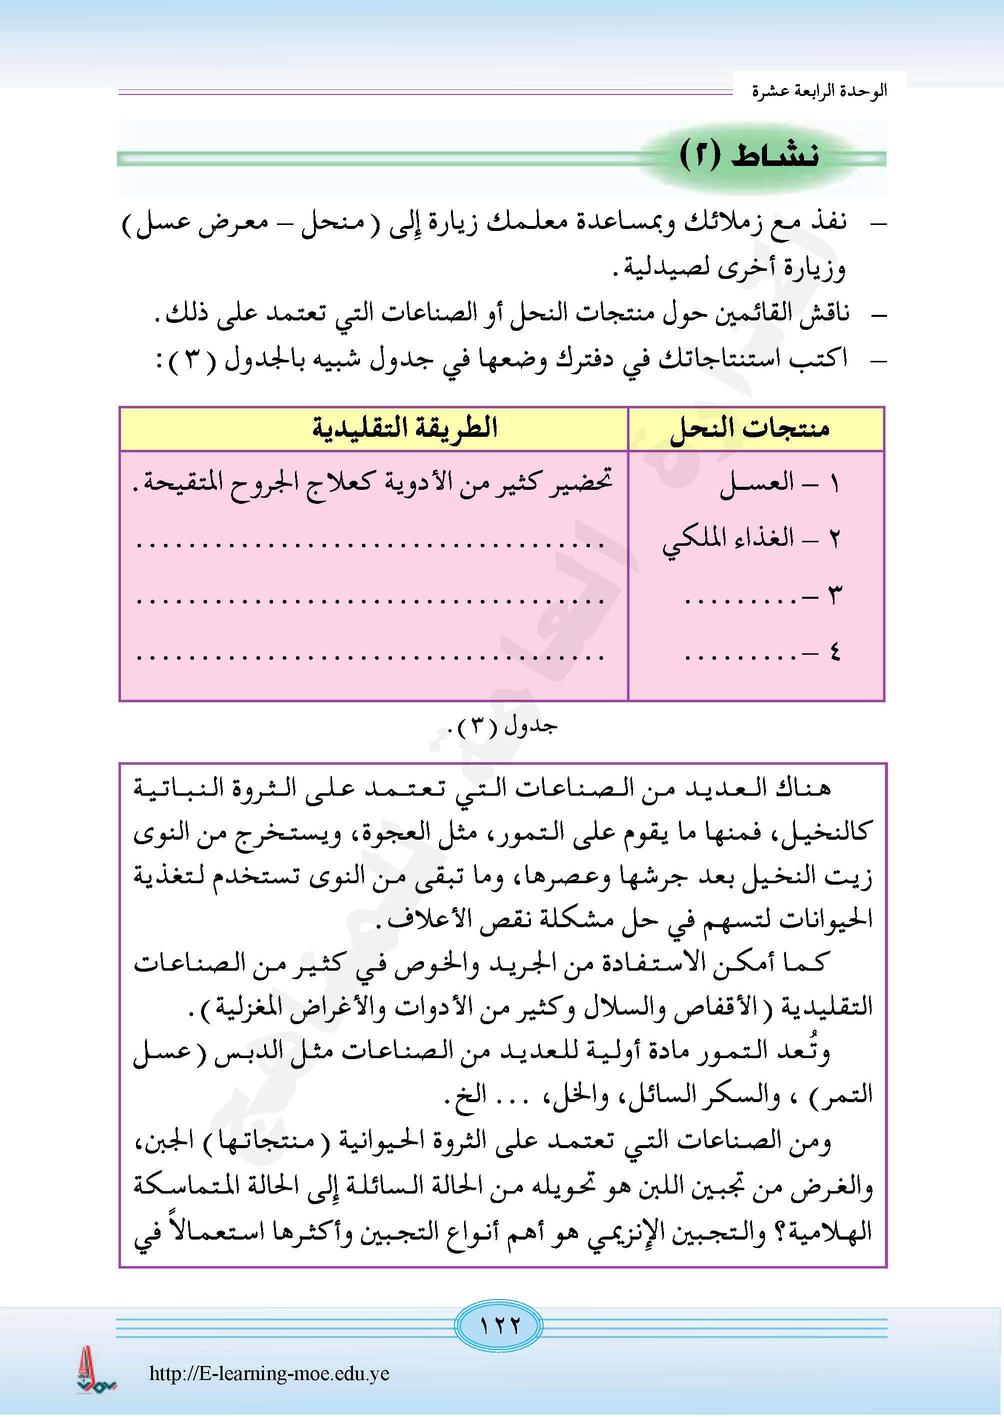 الوحدة الرابعة عشرة
نشاط (٢)
– نفذ مع زملائك وبمساعدة معلمك زيارة إلى (منحل – معرض عسل)
وزيارة أخرى لصيدلية.
– ناقش القائمين حول منتجات النحل أو الصناعات التي تعتمد على ذلك.
– اكتب استنتاجاتك في دفترك وضعها في جدول شبيه بالجدول (٣):
منتجات النحل الطريقة التقليدية
١ – العسل تحضير كثير من الأدوية كعلاج الجروح المتقيحة.
٢ – الغذاء الملكي ....................................
٣ – ......... ....................................
٤ – ......... ....................................
جدول (٣).
هناك العديد من الصناعات التي تعتمد على الثروة النباتية
كالنخيل، فمنها ما يقوم على التمور، مثل العجوة، ويستخرج من النوى
زيت النخيل بعد جرشها وعصرها، وما تبقى من النوى تستخدم لتغذية
الحيوانات لتسهم في حل مشكلة نقص الأعلاف.
كما أمكن الاستفادة من الجريد والخوص في كثير من الصناعات
التقليدية (الأقفاص والسلال وكثير من الأدوات والأغراض المغزلية).
وتُعد التمور مادة أولية للعديد من الصناعات مثل الدبس (عسل
التمر) ، والسكر السائل، والخل، ... الخ.
ومن الصناعات التي تعتمد على الثروة الحيوانية (منتجاتها) الجبن،
والغرض من تجبين اللبن هو تحويله من الحالة السائلة إلى الحالة المتماسكة
الهلامية؟ والتجبين الإنزيمي هو أهم أنواع التجبين وأكثرها استعمالاً في
١٢٢
http://E-learning-moe.edu.ye
الإدارة العامة للمناهج